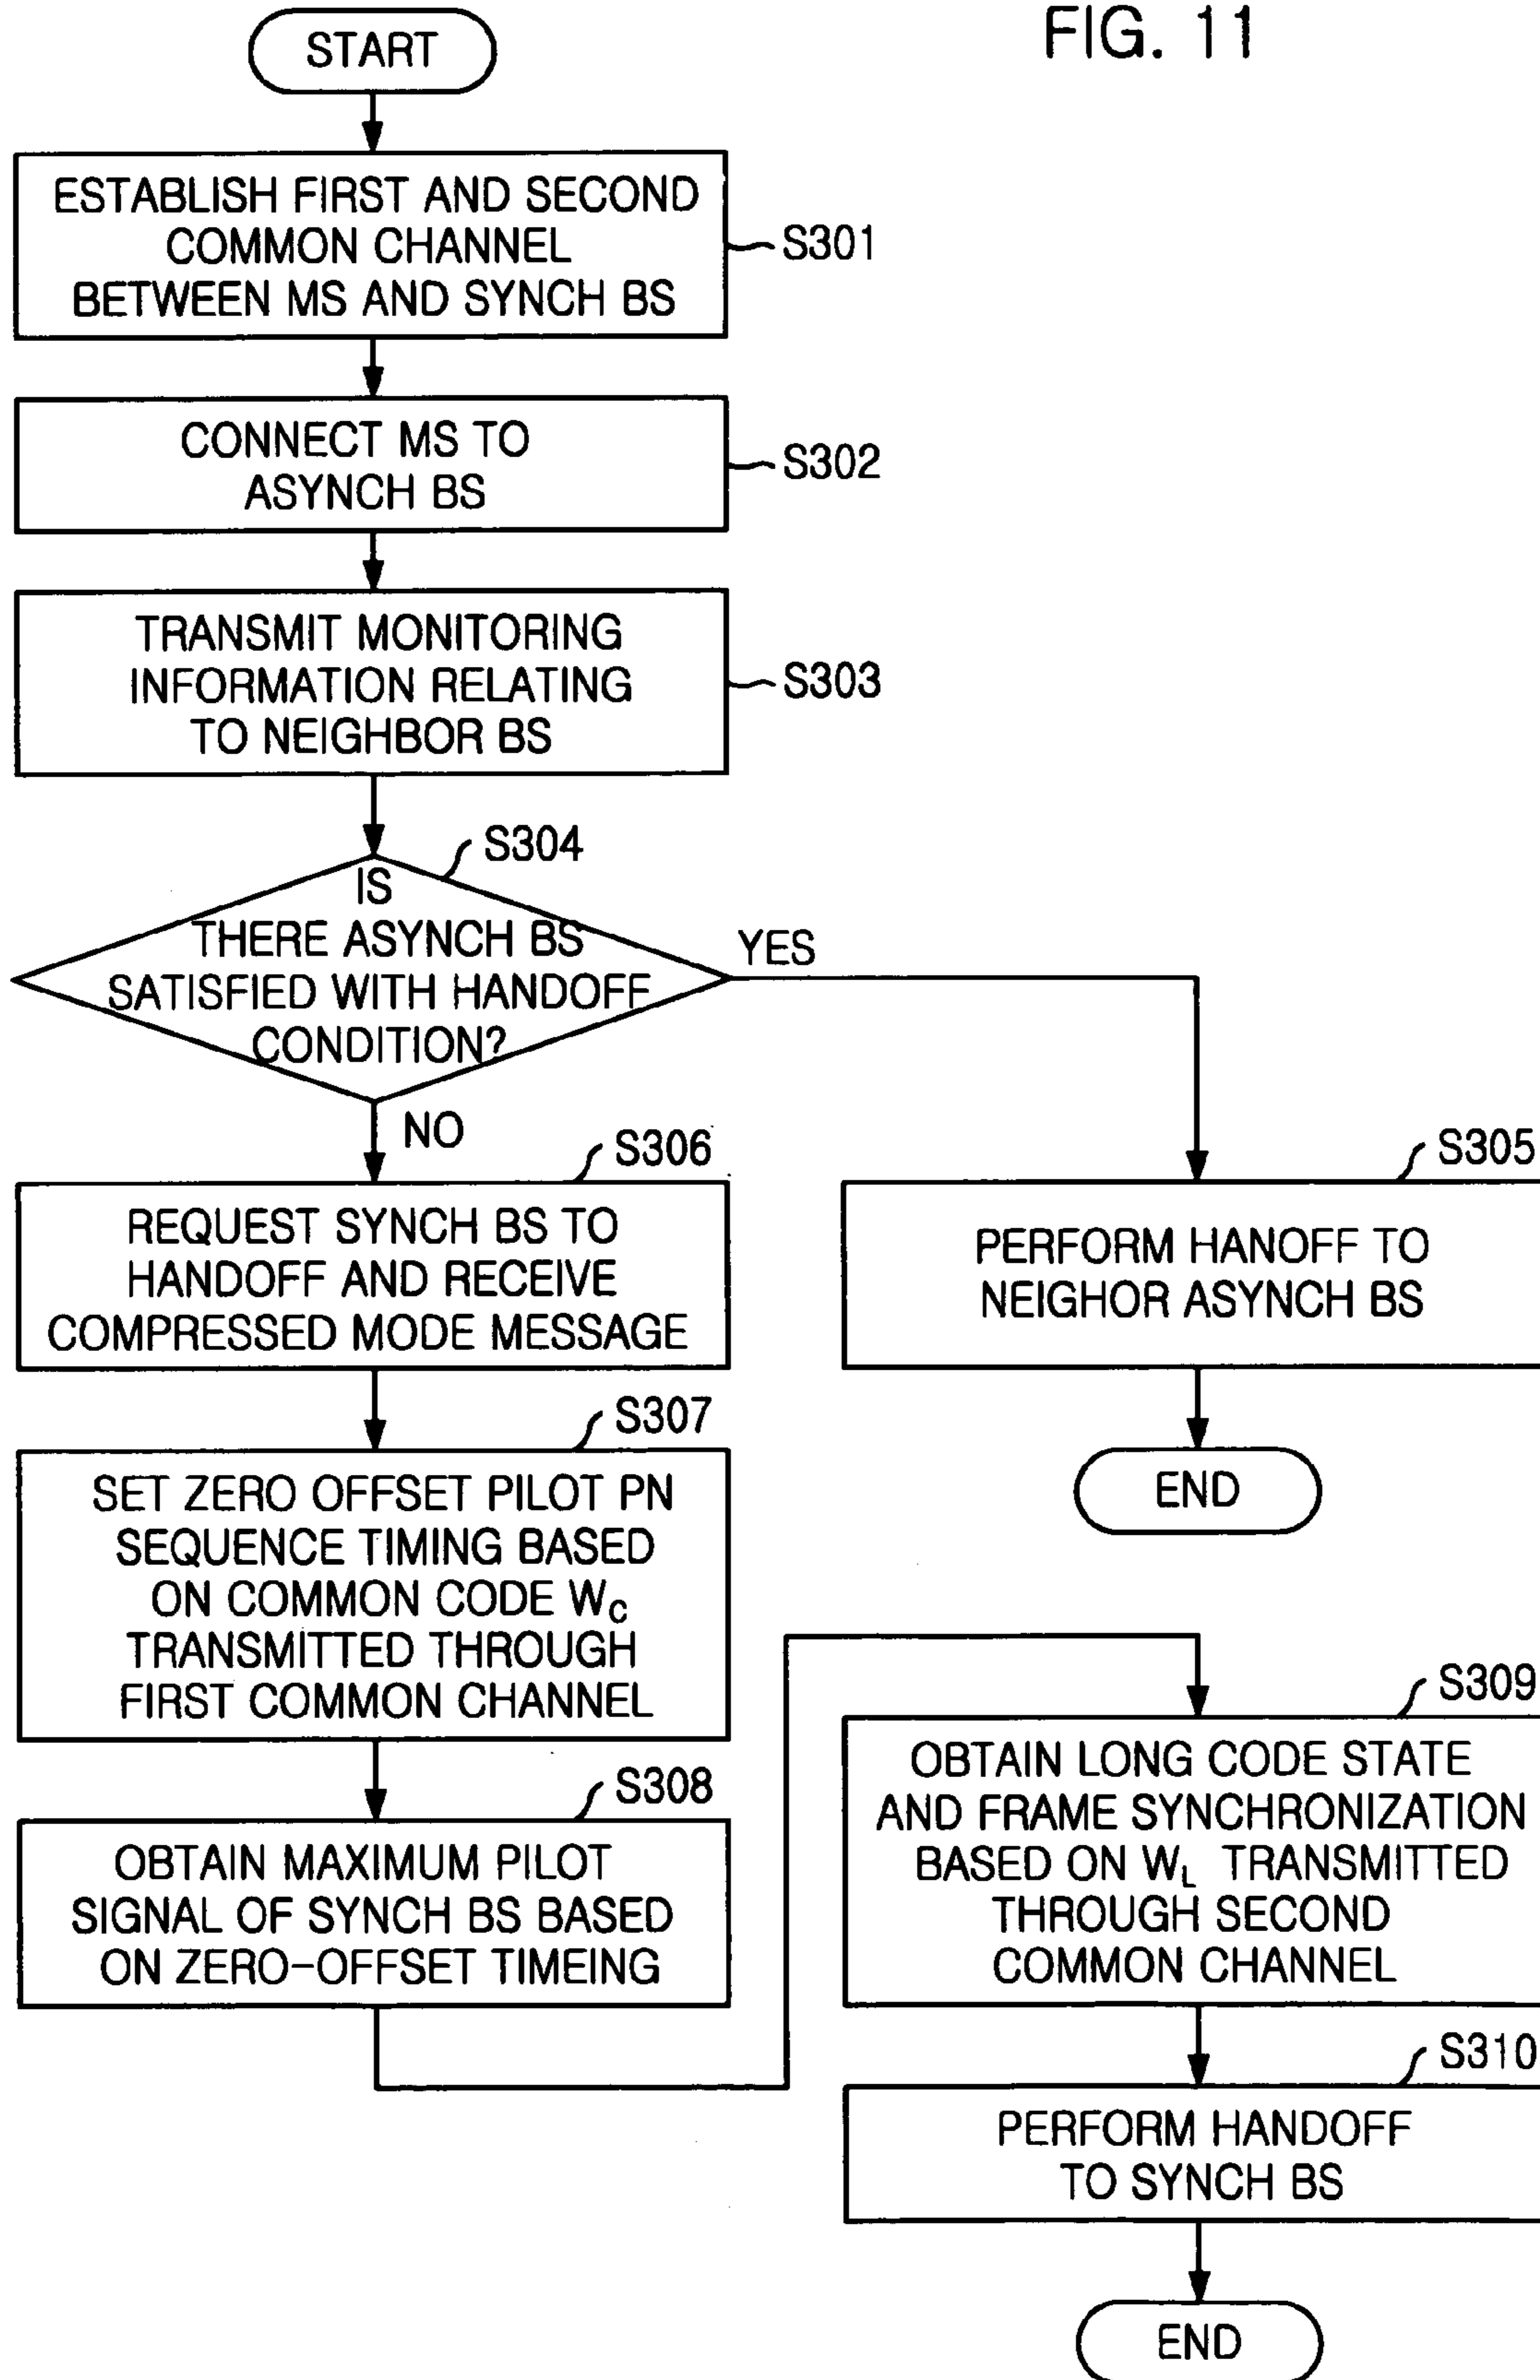 FIG. 11
START
ESTABLISH FIRST AND SECOND
COMMON CHANNEL
BETWEEN MS AND SYNCH BS
S301
CONNECT MS TO
ASYNCH BS
S302
TRANSMIT MONITORING
INFORMATION RELATING
TO NEIGHBOR BS
S303
S304
IS
THERE ASYNCH BS
SATISFIED WITH HANDOFF
CONDITION?
YES
NO
S306
REQUEST SYNCH BS TO
HANDOFF AND RECEIVE
COMPRESSED MODE MESSAGE
S305
PERFORM HANOFF TO
NEIGHOR ASYNCH BS
END
S307
SET ZERO OFFSET PILOT PN
SEQUENCE TIMING BASED
ON COMMON CODE WC
TRANSMITTED THROUGH
FIRST COMMON CHANNEL
S308
OBTAIN MAXIMUM PILOT
SIGNAL OF SYNCH BS BASED
ON ZERO-OFFSET TIMEING
S309
OBTAIN LONG CODE STATE
AND FRAME SYNCHRONIZATION
BASED ON WL TRANSMITTED
THROUGH SECOND
COMMON CHANNEL
S310
PERFORM HANDOFF
TO SYNCH BS
END